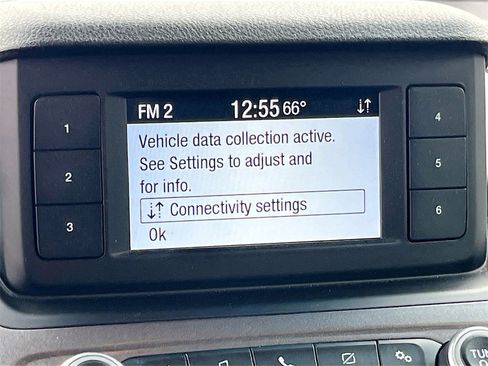 FM 2 12:55 66°
Vehicle data collection active.
See Settings to adjust and
for info.
Connectivity settings
Ok
1
2
3
4
5
6
TUN